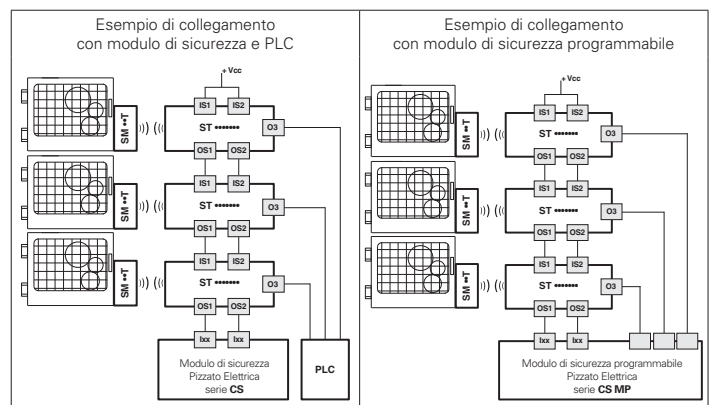 Esempio di collegamento
con modulo di sicurezza e PLC
+ Vcc
IS1 IS2
SM ••T
ST •••••••
O3
OS1 OS2
IS1 IS2
SM ••T
ST •••••••
O3
OS1 OS2
IS1 IS2
SM ••T
ST •••••••
O3
OS1 OS2
Ixx Ixx
Modulo di sicurezza
Pizzato Elettrica
serie CS
PLC
Esempio di collegamento
con modulo di sicurezza programmabile
+ Vcc
IS1 IS2
SM ••T
ST •••••••
O3
OS1 OS2
IS1 IS2
SM ••T
ST •••••••
O3
OS1 OS2
IS1 IS2
SM ••T
ST •••••••
O3
OS1 OS2
Ixx Ixx
Modulo di sicurezza programmabile
Pizzato Elettrica
serie CS MP